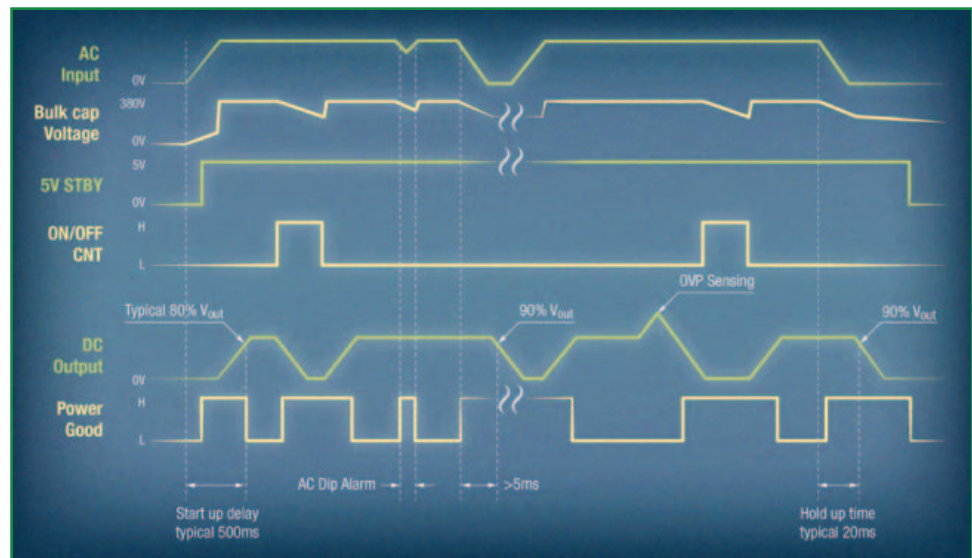 AC
Input
0V
380V
Bulk cap
Voltage
0V
5V
5V STBY
0V
H
ON/OFF
CNT
L
OVP Sensing
Typical 80% Vout
90% Vout
90% Vout
DC
Output
0V
H
Power
Good
L
AC Dip Alarm
>5ms
Start up delay
typical 500ms
Hold up time
typical 20ms